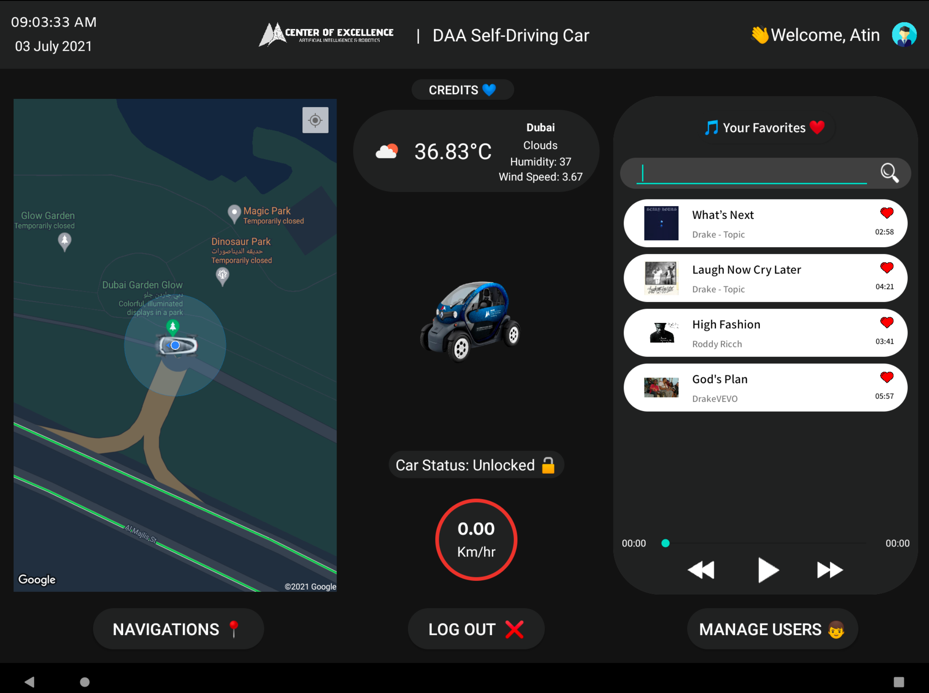 09:03:33 AM
03 July 2021
CENTER OF EXCELLENCE
ARTIFICIAL INTELLIGENCE & ROBOTICS
| DAA Self-Driving Car
👋Welcome, Atin
Glow Garden
Temporarily closed
Magic Park
Temporarily closed
Dinosaur Park
حديقة الديناصورات
Temporarily closed
Dubai Garden Glow
دبي جاردن جلو
Colorful, illuminated
displays in a park
Al Majlis St
Google
©2021 Google
NAVIGATIONS 📍
CREDITS 💙
36.83°C
Dubai
Clouds
Humidity: 37
Wind Speed: 3.67
Car Status: Unlocked 🔓
0.00
Km/hr
LOG OUT ❌
🎵 Your Favorites ❤️
What's Next
Drake - Topic
02:58
Laugh Now Cry Later
Drake - Topic
04:21
High Fashion
Roddy Ricch
03:41
God's Plan
DrakeVEVO
05:57
00:00
00:00
MANAGE USERS 👦